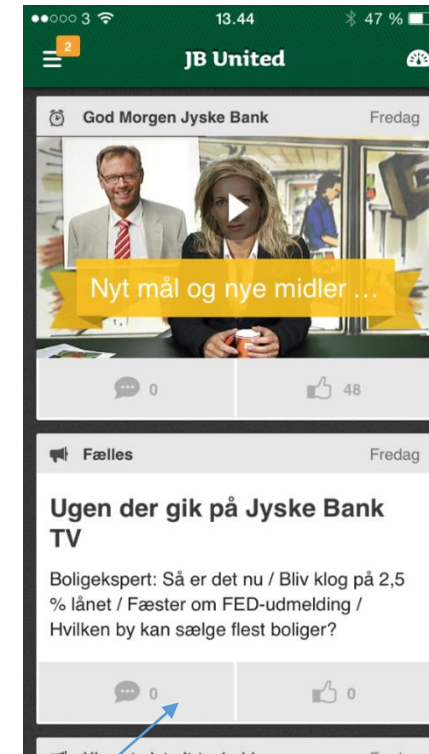 3 13.44 47 %
2
JB United
God Morgen Jyske Bank Fredag
Nyt mål og nye midler ...
0 48
Fælles Fredag
Ugen der gik på Jyske Bank
TV
Boligekspert: Så er det nu / Bliv klog på 2,5
% lånet / Fæster om FED-udmelding /
Hvilken by kan sælge flest boliger?
0 0